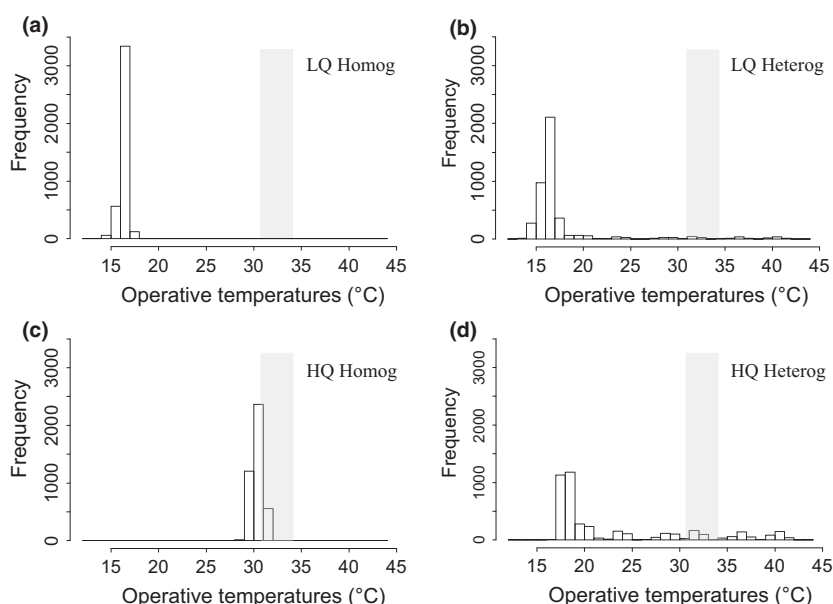 (a)
LQ Homog
Frequency
0 1000 2000 3000
15 20 25 30 35 40 45
Operative temperatures (°C)
(b)
LQ Heterog
Frequency
0 1000 2000 3000
15 20 25 30 35 40 45
Operative temperatures (°C)
(c)
HQ Homog
Frequency
0 1000 2000 3000
15 20 25 30 35 40 45
Operative temperatures (°C)
(d)
HQ Heterog
Frequency
0 1000 2000 3000
15 20 25 30 35 40 45
Operative temperatures (°C)